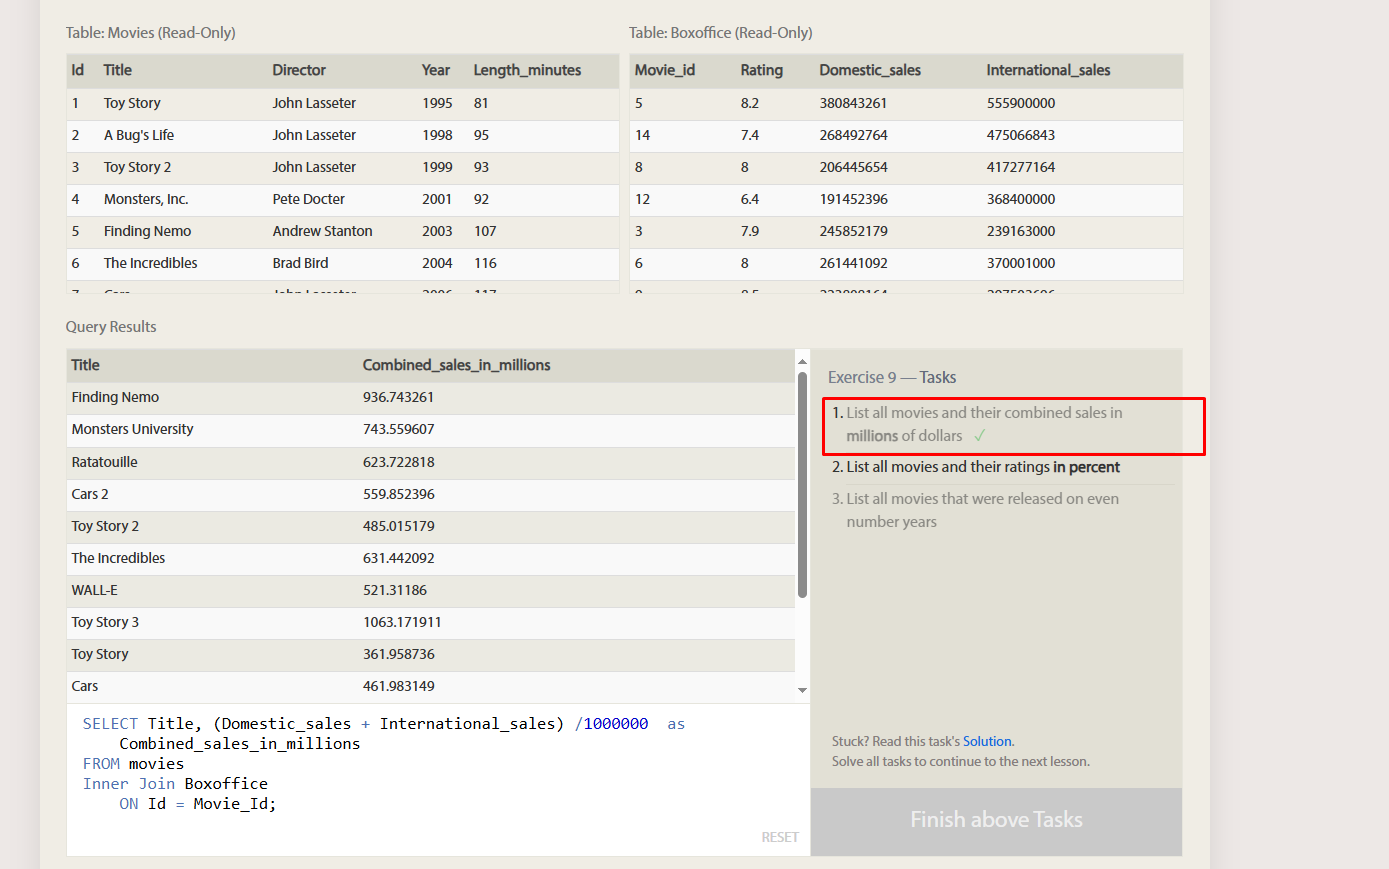 Table: Movies (Read-Only)
Table: Boxoffice (Read-Only)
Id Title Director Year Length_minutes
1 Toy Story John Lasseter 1995 81
2 A Bug's Life John Lasseter 1998 95
3 Toy Story 2 John Lasseter 1999 93
4 Monsters, Inc. Pete Docter 2001 92
5 Finding Nemo Andrew Stanton 2003 107
6 The Incredibles Brad Bird 2004 116
7 Cars John Lasseter 2006 117
Movie_id Rating Domestic_sales International_sales
5 8.2 380843261 555900000
14 7.4 268492764 475066843
8 8 206445654 417277164
12 6.4 191452396 368400000
3 7.9 245852179 239163000
6 8 261441092 370001000
Query Results
Title Combined_sales_in_millions
Finding Nemo 936.743261
Monsters University 743.559607
Ratatouille 623.722818
Cars 2 559.852396
Toy Story 2 485.015179
The Incredibles 631.442092
WALL-E 521.31186
Toy Story 3 1063.171911
Toy Story 361.958736
Cars 461.983149
SELECT Title, (Domestic_sales + International_sales) /1000000  as
Combined_sales_in_millions
FROM movies
Inner Join Boxoffice
ON Id = Movie_Id;
RESET
Exercise 9 — Tasks
1. List all movies and their combined sales in
millions of dollars ✓
2. List all movies and their ratings in percent
3. List all movies that were released on even
number years
Stuck? Read this task's Solution.
Solve all tasks to continue to the next lesson.
Finish above Tasks